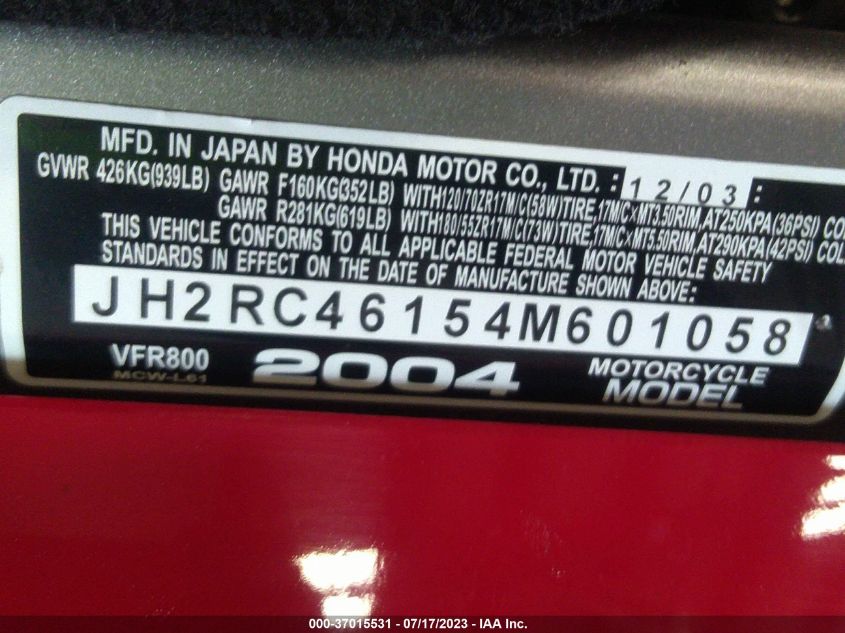 MFD. IN JAPAN BY HONDA MOTOR CO., LTD. : 12/03 :
GVWR 426KG(939LB) GAWR F160KG(352LB) WITH120/70ZR17M/C(58W)TIRE,17M/C×MT3.50RIM,AT250KPA(36PSI) CO
GAWR R281KG(619LB) WITH180/55ZR17M/C(73W)TIRE,17M/C×MT5.50RIM,AT290KPA(42PSI) COL
THIS VEHICLE CONFORMS TO ALL APPLICABLE FEDERAL MOTOR VEHICLE SAFETY
STANDARDS IN EFFECT ON THE DATE OF MANUFACTURE SHOWN ABOVE:
JH2RC46154M601058
VFR800 2004 MOTORCYCLE
MCW-L61 MODEL
000-37015531 - 07/17/2023 - IAA Inc.